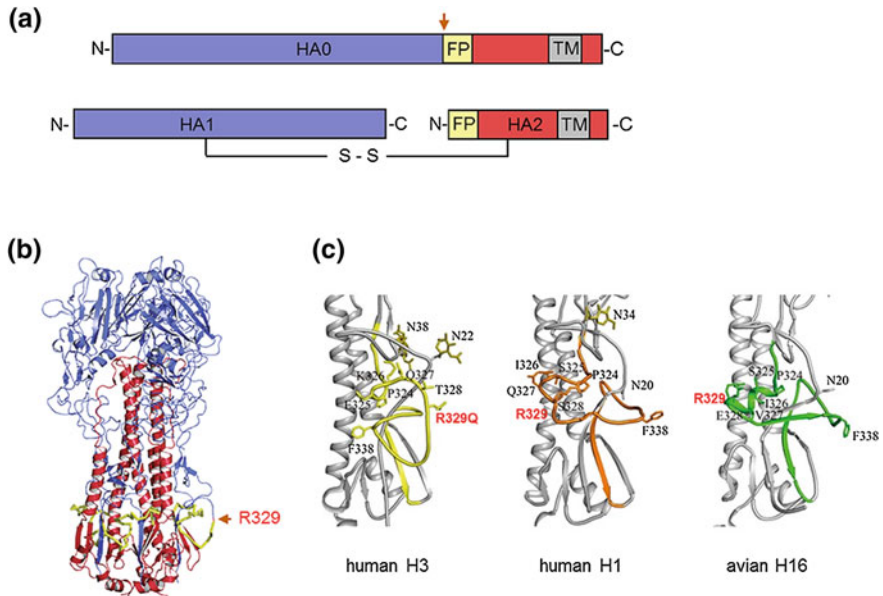 (a)
N- HA0 FP TM -C
N- HA1 -C N- FP HA2 TM -C
S - S
(b)
R329
(c)
N38 N22
K326 Q327
P324 T328
E325
R329Q
F338
human H3
N34
I326 S325 P324
Q327 N20
R329 S328
F338
human H1
S325 P324
N20
R329 I326
E328 V327
F338
avian H16